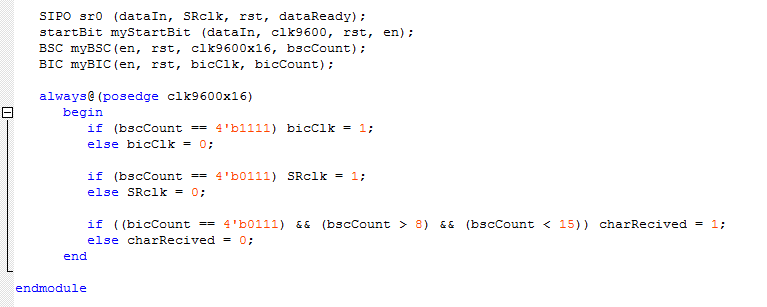 SIPO sr0 (dataIn, SRclk, rst, dataReady);
startBit myStartBit (dataIn, clk9600, rst, en);
BSC myBSC(en, rst, clk9600x16, bscCount);
BIC myBIC(en, rst, bicClk, bicCount);
always@(posedge clk9600x16)
begin
if (bscCount == 4'b1111) bicClk = 1;
else bicClk = 0;
if (bscCount == 4'b0111) SRclk = 1;
else SRclk = 0;
if ((bicCount == 4'b0111) && (bscCount > 8) && (bscCount < 15)) charRecived = 1;
else charRecived = 0;
end
endmodule